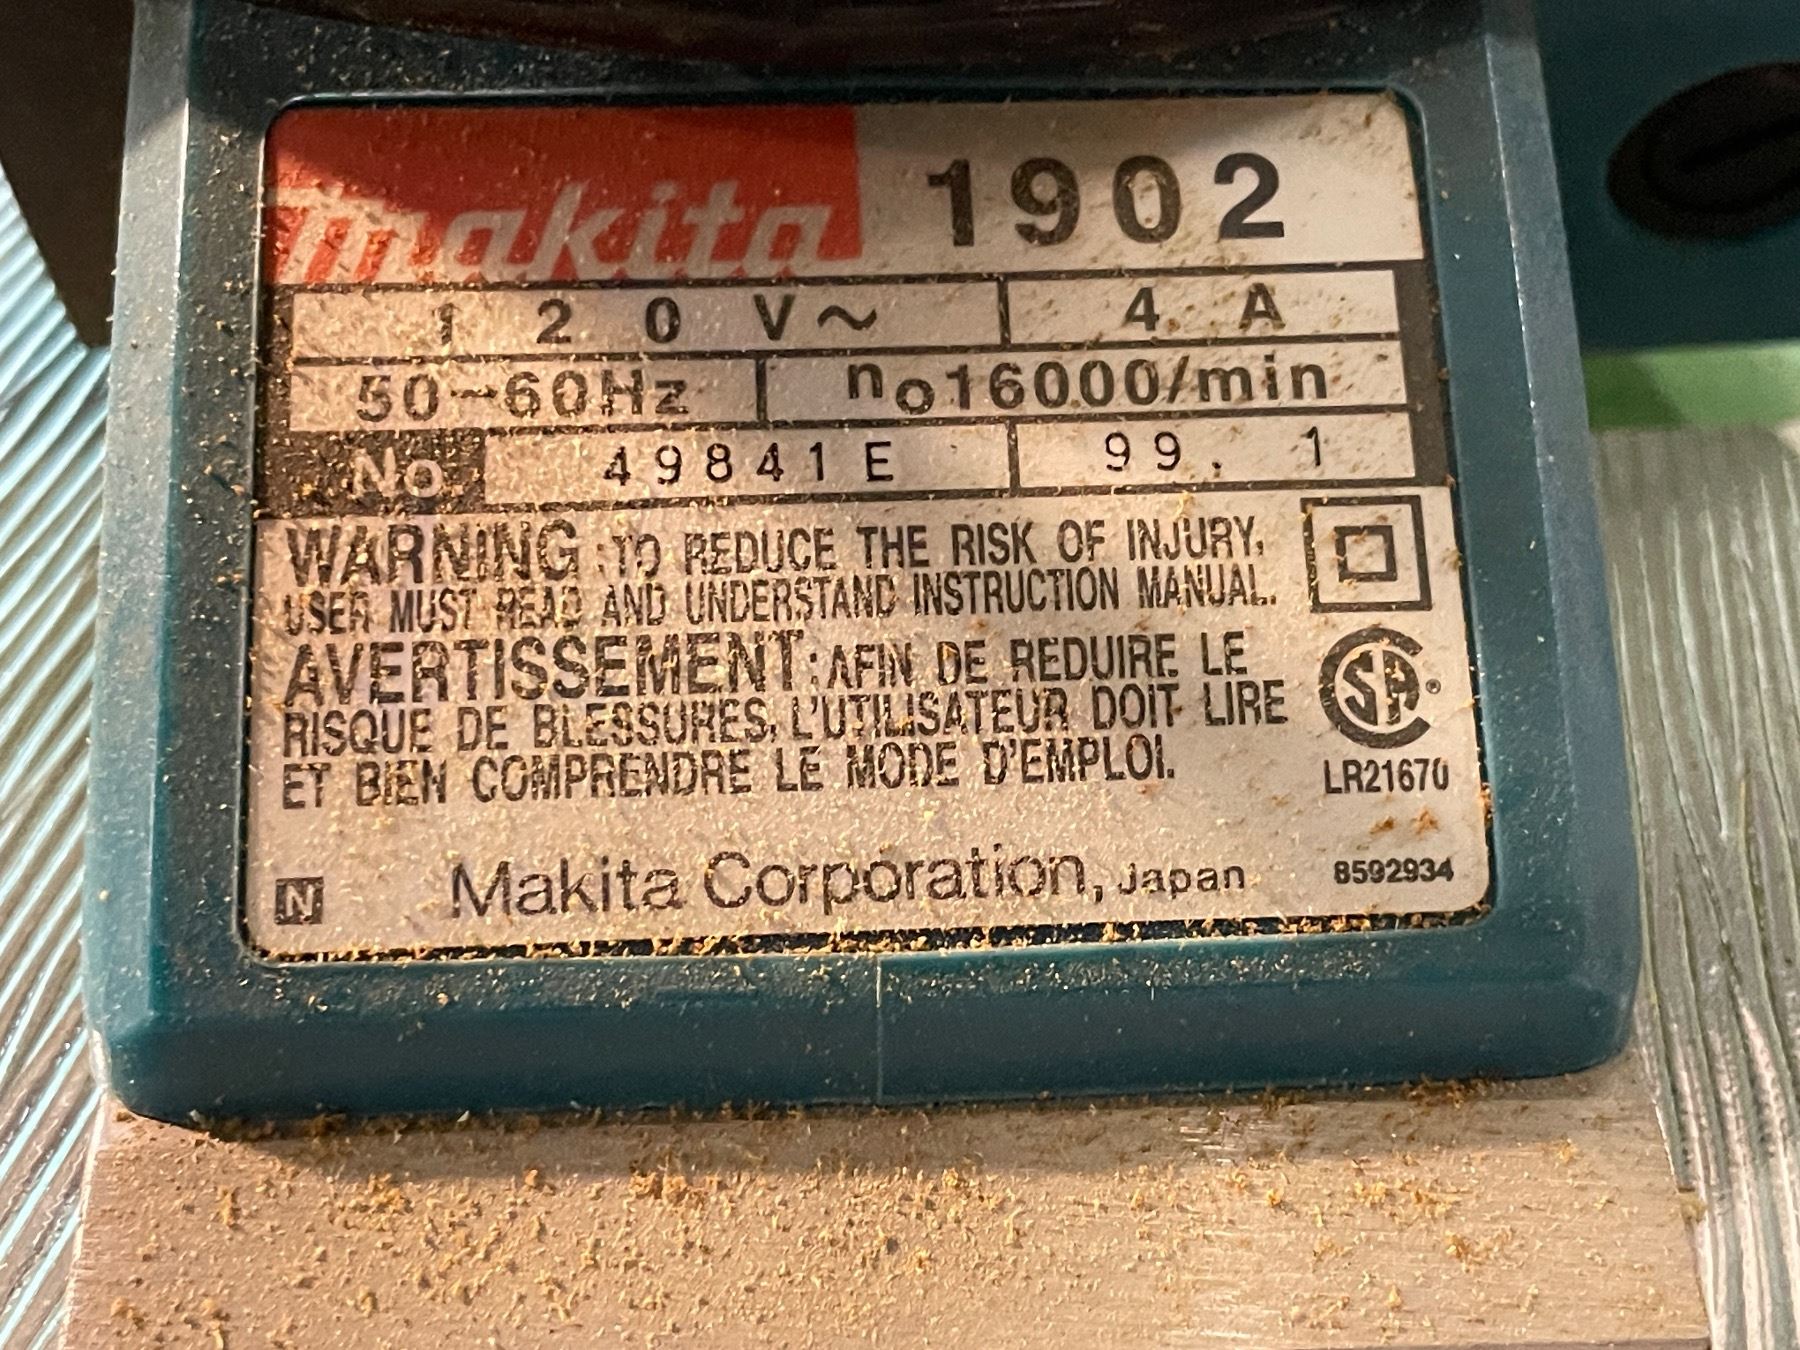 makita 1902
120V~ 4A
50~60Hz no16000/min
No 49841E 99. 1
WARNING:TO REDUCE THE RISK OF INJURY,
USER MUST READ AND UNDERSTAND INSTRUCTION MANUAL.
AVERTISSEMENT:AFIN DE REDUIRE LE
RISQUE DE BLESSURES, L'UTILISATEUR DOIT LIRE
ET BIEN COMPRENDRE LE MODE D'EMPLOI.
CSA®
LR21670
N Makita Corporation, Japan 8592934